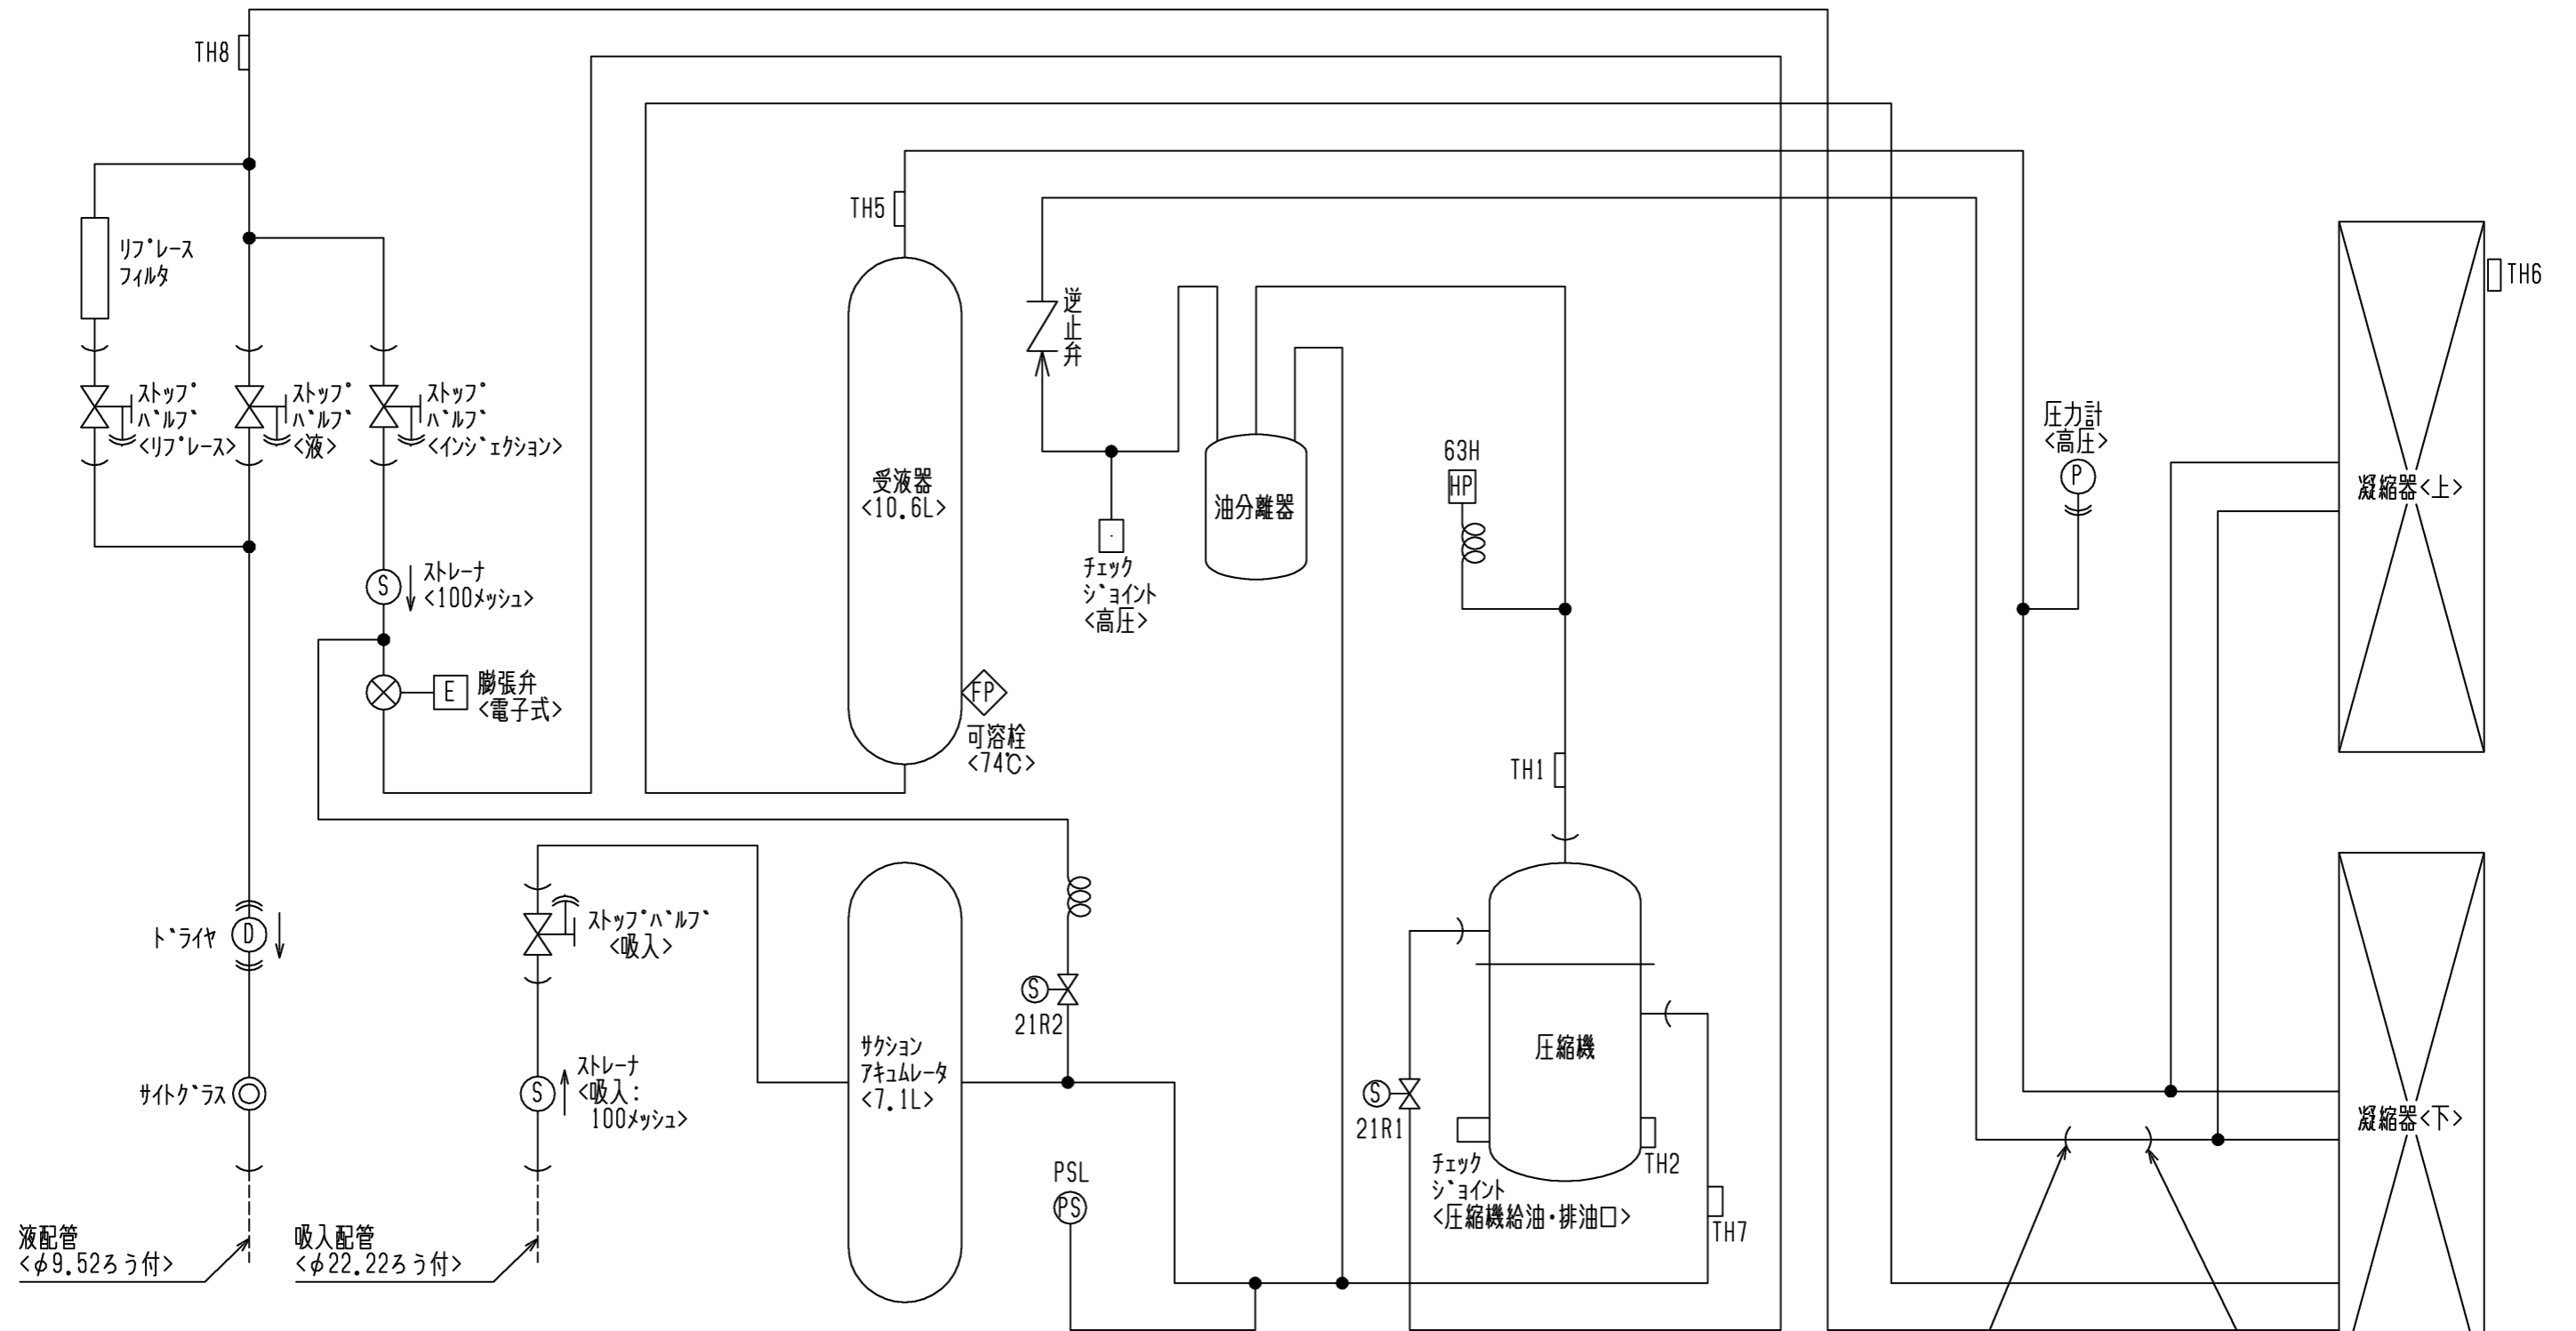 TH8
リプレース
フィルタ
ストップ
バルブ
<リプレース>
ストップ
バルブ
<液>
ストップ
バルブ
<インジェクション>
S
ストレーナ
<100メッシュ>
E
膨張弁
<電子式>
TH5
受液器
<10.6L>
FP
可溶栓
<74℃>
逆止弁
チェック
ジョイント
<高圧>
油分離器
63H
HP
TH1
圧力計
<高圧>
P
TH6
凝縮器<上>
ドライヤ
D
サイトグラス
液配管
<φ9.52ろう付>
ストップバルブ
<吸入>
S
ストレーナ
<吸入:
100メッシュ>
吸入配管
<φ22.22ろう付>
サクション
アキュムレータ
<7.1L>
S
21R2
PSL
PS
S
21R1
圧縮機
チェック
ジョイント
<圧縮機給油・排油口>
TH2
TH7
凝縮器<下>